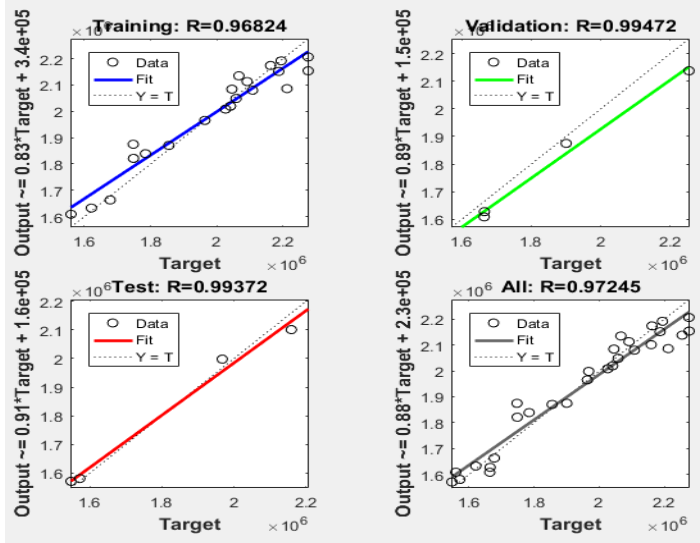 Training: R=0.96824
Output ~= 0.83*Target + 3.4e+05
2.2
2.1
2
1.9
1.8
1.7
1.6
Data
Fit
Y = T
1.6 1.8 2 2.2
Target
× 10^6
Validation: R=0.99472
Output ~= 0.89*Target + 1.5e+05
2.2
2.1
2
1.9
1.8
1.7
1.6
Data
Fit
Y = T
1.6 1.8 2 2.2
Target
× 10^6
× 10^6
Test: R=0.99372
Output ~= 0.91*Target + 1.6e+05
2.2
2.1
2
1.9
1.8
1.7
1.6
Data
Fit
Y = T
1.6 1.8 2 2.2
Target
× 10^6
× 10^6
All: R=0.97245
Output ~= 0.88*Target + 2.3e+05
2.2
2.1
2
1.9
1.8
1.7
1.6
Data
Fit
Y = T
1.6 1.8 2 2.2
Target
× 10^6